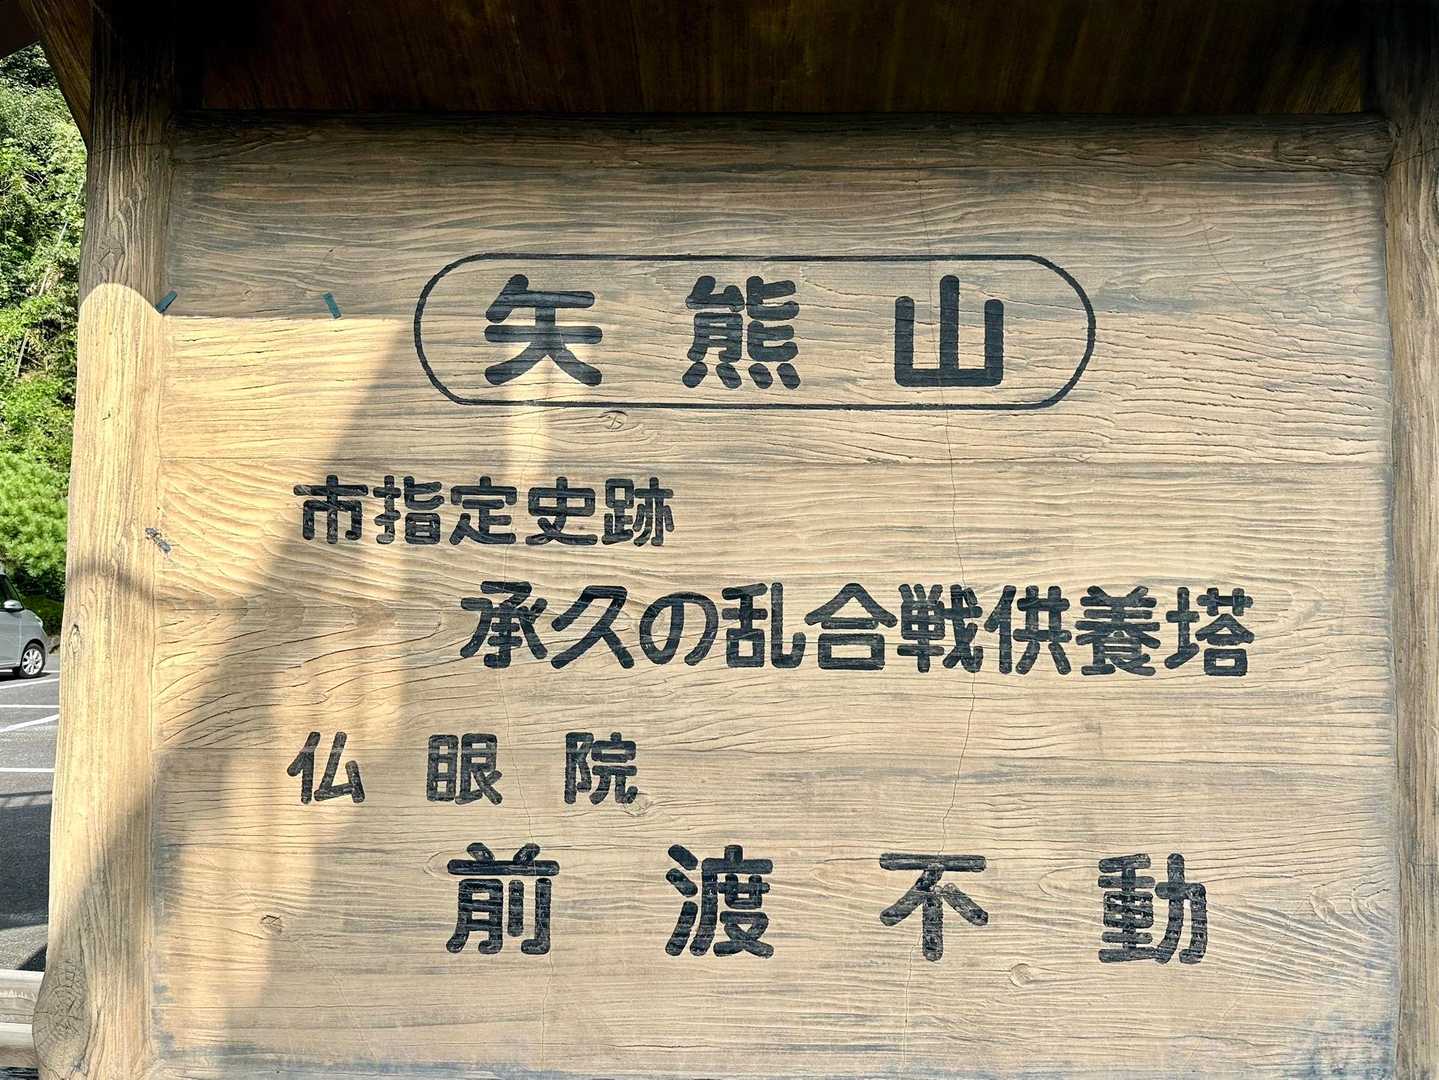 矢熊山
市指定史跡
承久の乱合戦供養塔
仏眼院
前渡不動